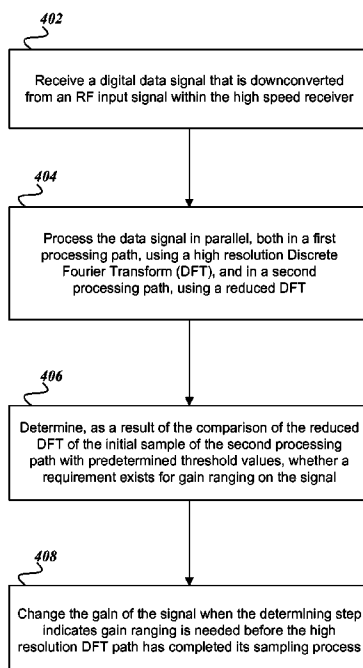 402
Receive a digital data signal that is downconverted
from an RF input signal within the high speed receiver
404
Process the data signal in parallel, both in a first
processing path, using a high resolution Discrete
Fourier Transform (DFT), and in a second
processing path, using a reduced DFT
406
Determine, as a result of the comparison of the reduced
DFT of the initial sample of the second processing
path with predetermined threshold values, whether a
requirement exists for gain ranging on the signal
408
Change the gain of the signal when the determining step
indicates gain ranging is needed before the high
resolution DFT path has completed its sampling process